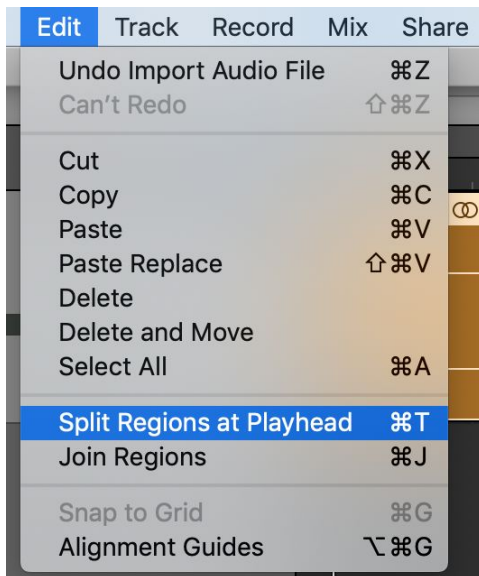 Edit Track Record Mix Share
Undo Import Audio File ⌘Z
Can't Redo ⇧⌘Z
Cut ⌘X
Copy ⌘C
Paste ⌘V
Paste Replace ⇧⌘V
Delete
Delete and Move
Select All ⌘A
Split Regions at Playhead ⌘T
Join Regions ⌘J
Snap to Grid ⌘G
Alignment Guides ⌥⌘G